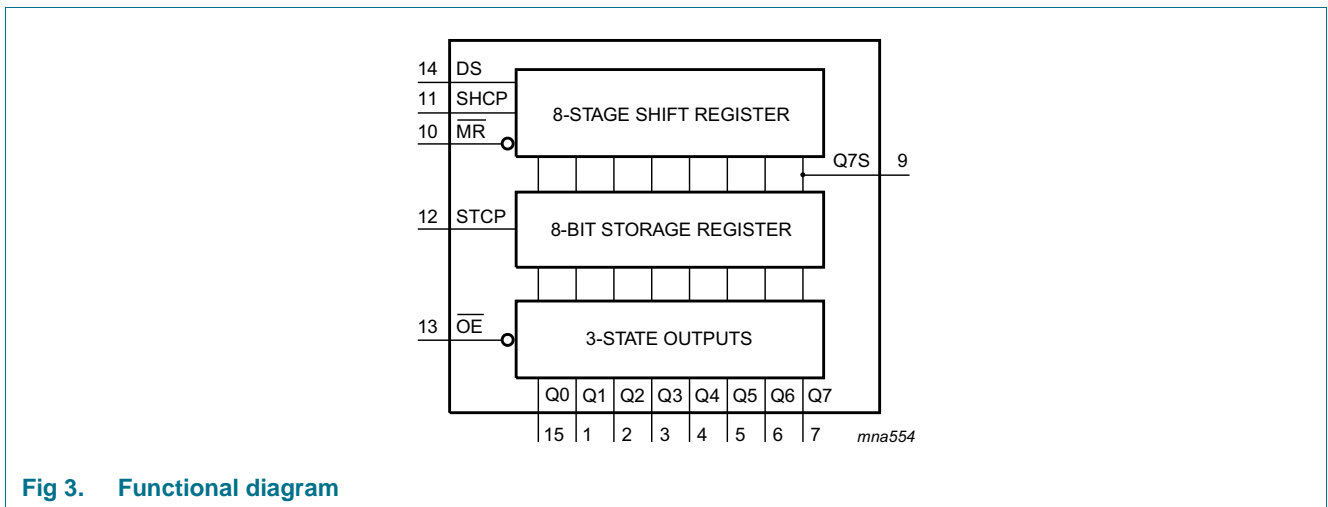 14 DS
11 SHCP
8-STAGE SHIFT REGISTER
10 MR
Q7S 9
12 STCP
8-BIT STORAGE REGISTER
13 OE
3-STATE OUTPUTS
Q0 Q1 Q2 Q3 Q4 Q5 Q6 Q7
15 1 2 3 4 5 6 7 mna554
Fig 3. Functional diagram